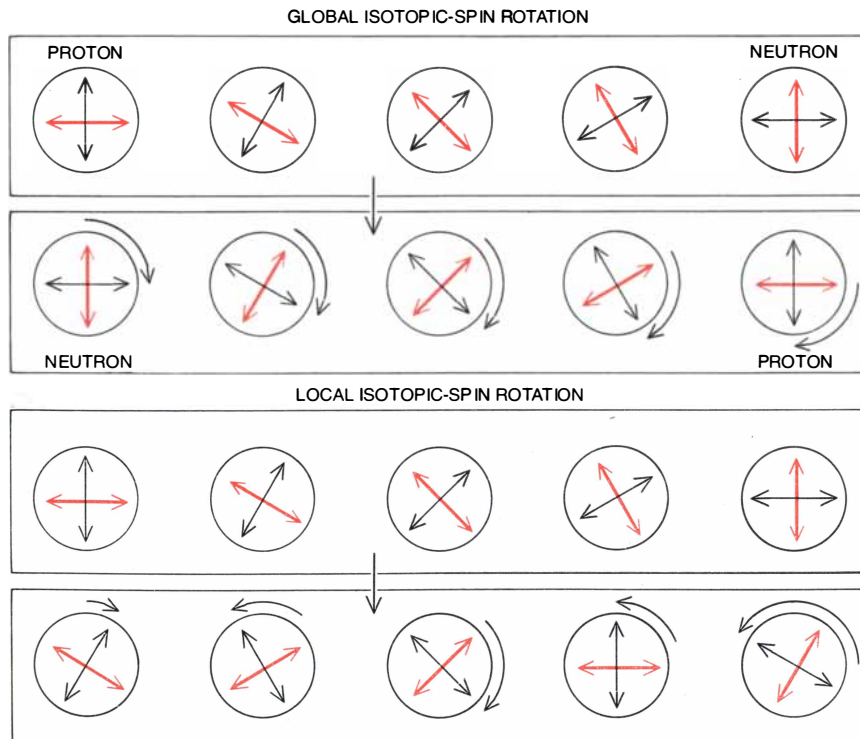 GLOBAL ISOTOPIC-SPIN ROTATION
PROTON NEUTRON
NEUTRON PROTON
LOCAL ISOTOPIC-SPIN ROTATION